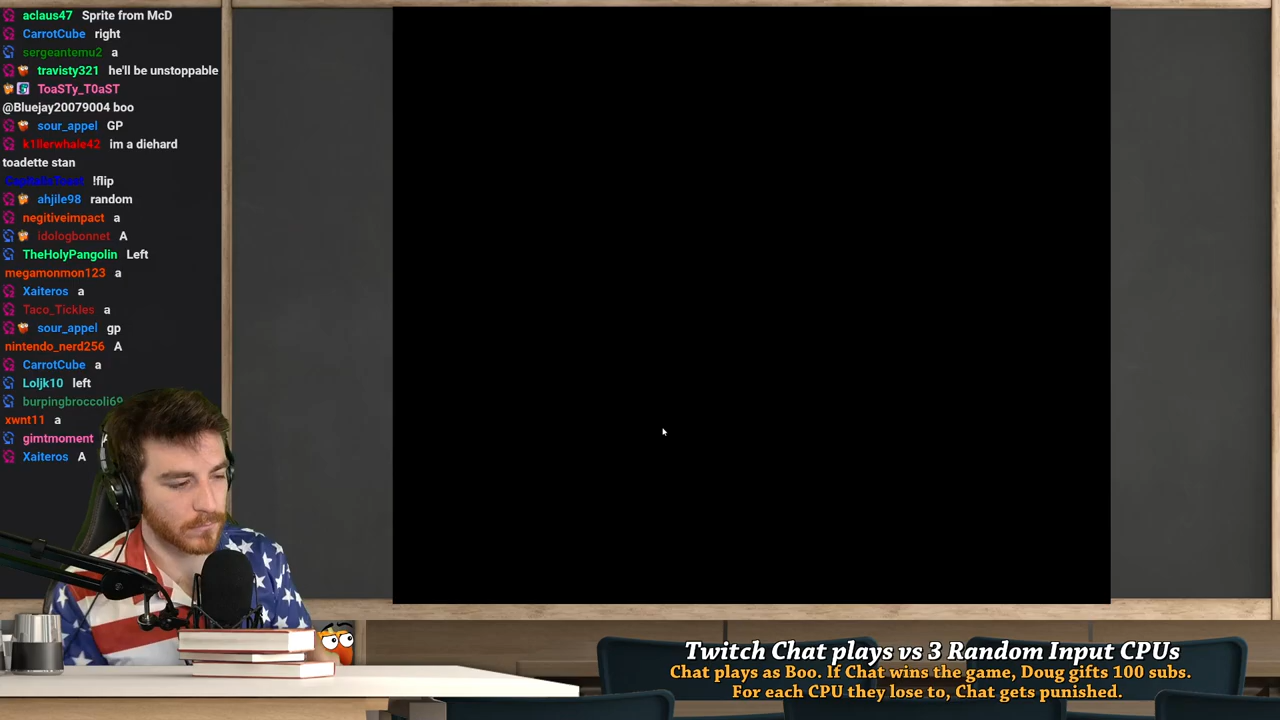 aclaus47 Sprite from McD
CarrotCube right
sergeantemu2 a
travisty321 he'll be unstoppable
ToaSTy_T0aST
@Bluejay20079004 boo
sour_appel GP
k1llerwhale42 im a diehard
toadette stan
!flip
ahjile98 random
negitiveimpact a
idologbonnet A
TheHolyPangolin Left
megamonmon123 a
Xaiteros a
Taco_Tickles a
sour_appel gp
nintendo_nerd256 A
CarrotCube a
Loljk10 left
burpingbroccoli69
xwnt11 a
gimtmoment
Xaiteros A
Twitch Chat plays vs 3 Random Input CPUs
Chat plays as Boo. If Chat wins the game, Doug gifts 100 subs.
For each CPU they lose to, Chat gets punished.